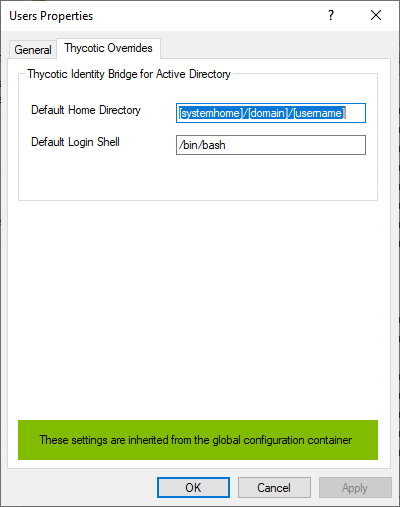 Users Properties
?
General
Thycotic Overrides
Thycotic Identity Bridge for Active Directory
Default Home Directory
[systemhome]/[domain]/[username]
Default Login Shell
/bin/bash
These settings are inherited from the global configuration container
OK
Cancel
Apply